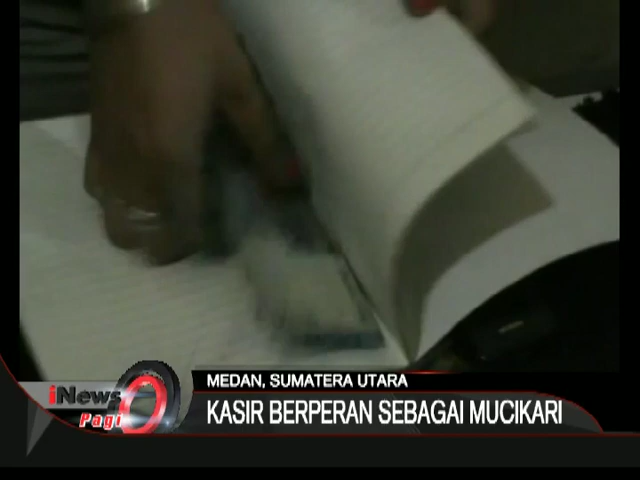 MEDAN, SUMATERA UTARA
iNews
Pagi
KASIR BERPERAN SEBAGAI MUCIKARI